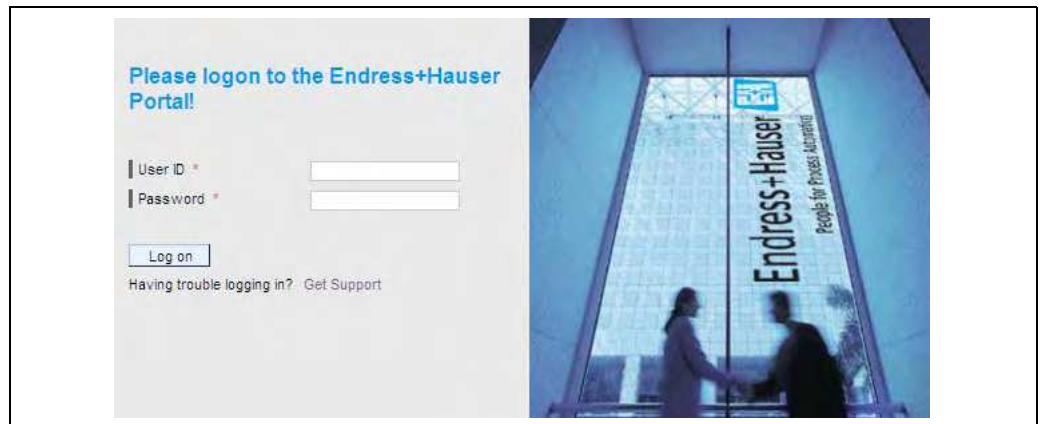 Please logon to the Endress+Hauser
Portal!
User ID *
Password *
Log on
Having trouble logging in? Get Support
Endress+Hauser
People for Process Automation